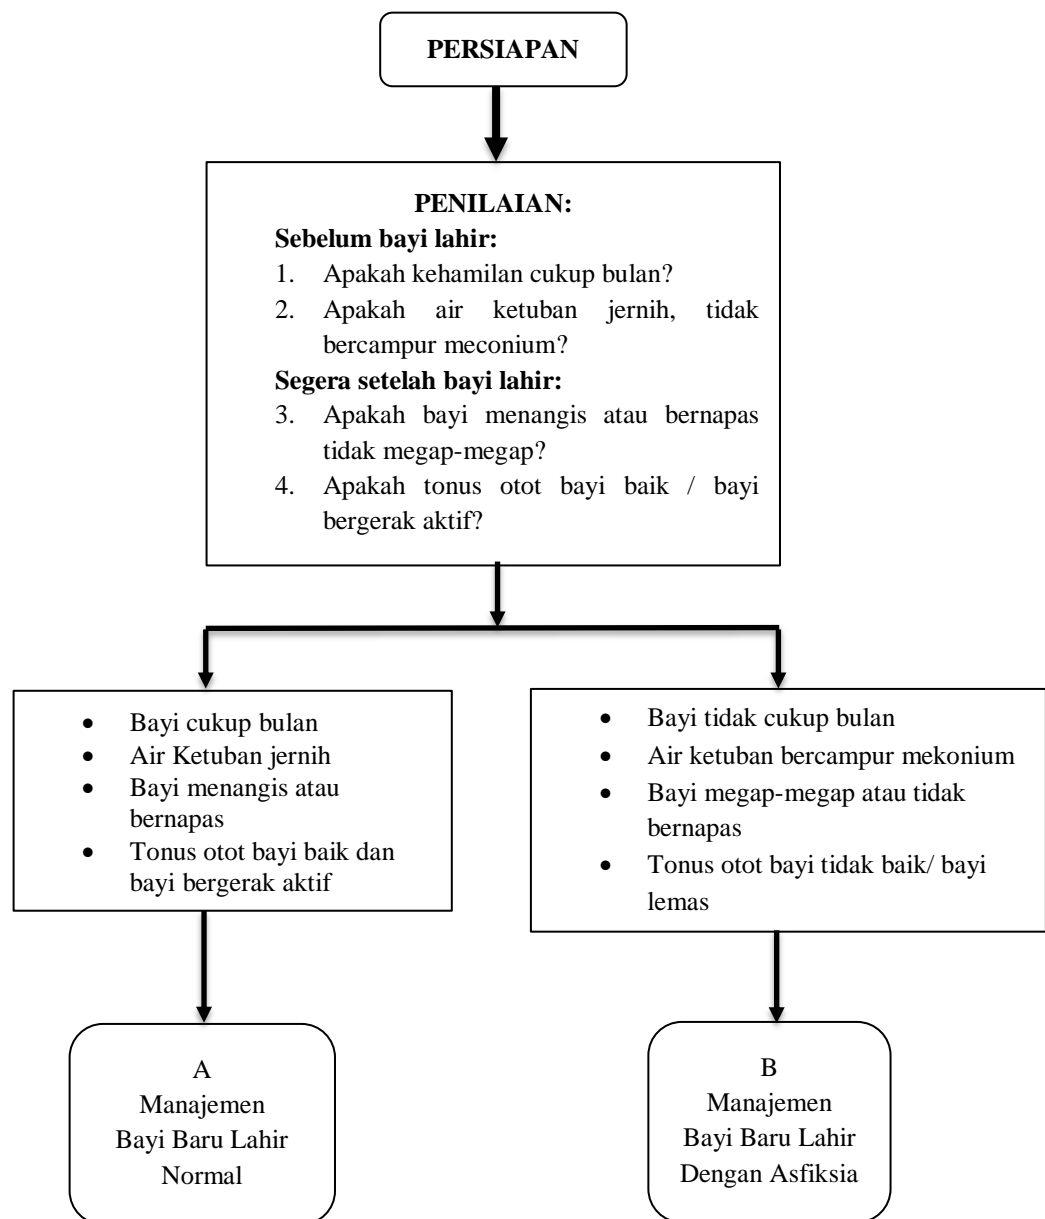 PERSIAPAN
PENILAIAN:
Sebelum bayi lahir:
1. Apakah kehamilan cukup bulan?
2. Apakah air ketuban jernih, tidak
bercampur meconium?
Segera setelah bayi lahir:
3. Apakah bayi menangis atau bernapas
tidak megap-megap?
4. Apakah tonus otot bayi baik / bayi
bergerak aktif?
• Bayi cukup bulan
• Air Ketuban jernih
• Bayi menangis atau
bernapas
• Tonus otot bayi baik dan
bayi bergerak aktif
• Bayi tidak cukup bulan
• Air ketuban bercampur mekonium
• Bayi megap-megap atau tidak
bernapas
• Tonus otot bayi tidak baik/ bayi
lemas
A
Manajemen
Bayi Baru Lahir
Normal
B
Manajemen
Bayi Baru Lahir
Dengan Asfiksia